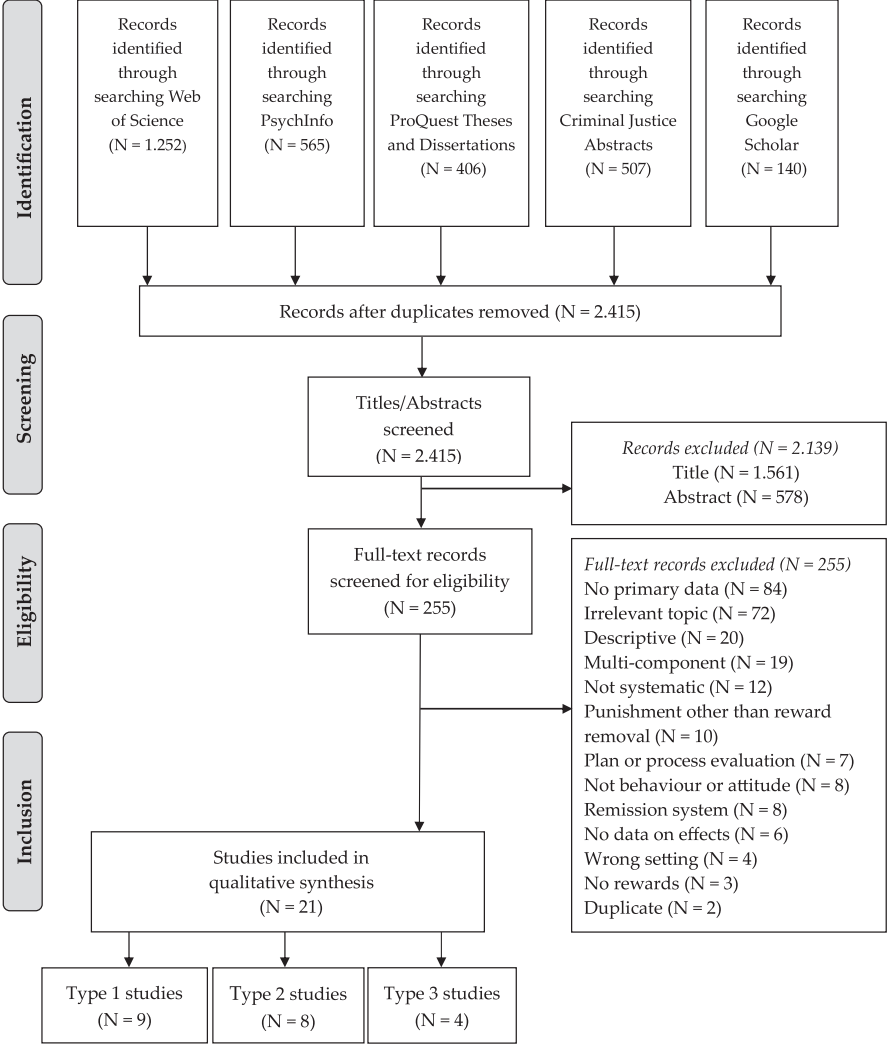 Identification
Records
identified
through
searching Web
of Science
(N = 1.252)
Records
identified
through
searching
PsychInfo
(N = 565)
Records
identified
through
searching
ProQuest Theses
and Dissertations
(N = 406)
Records
identified
through
searching
Criminal Justice
Abstracts
(N = 507)
Records
identified
through
searching
Google
Scholar
(N = 140)
Records after duplicates removed (N = 2.415)
Screening
Titles/Abstracts
screened
(N = 2.415)
Records excluded (N = 2.139)
Title (N = 1.561)
Abstract (N = 578)
Eligibility
Full-text records
screened for eligibility
(N = 255)
Full-text records excluded (N = 255)
No primary data (N = 84)
Irrelevant topic (N = 72)
Descriptive (N = 20)
Multi-component (N = 19)
Not systematic (N = 12)
Punishment other than reward
removal (N = 10)
Plan or process evaluation (N = 7)
Not behaviour or attitude (N = 8)
Remission system (N = 8)
No data on effects (N = 6)
Wrong setting (N = 4)
No rewards (N = 3)
Duplicate (N = 2)
Inclusion
Studies included in
qualitative synthesis
(N = 21)
Type 1 studies
(N = 9)
Type 2 studies
(N = 8)
Type 3 studies
(N = 4)